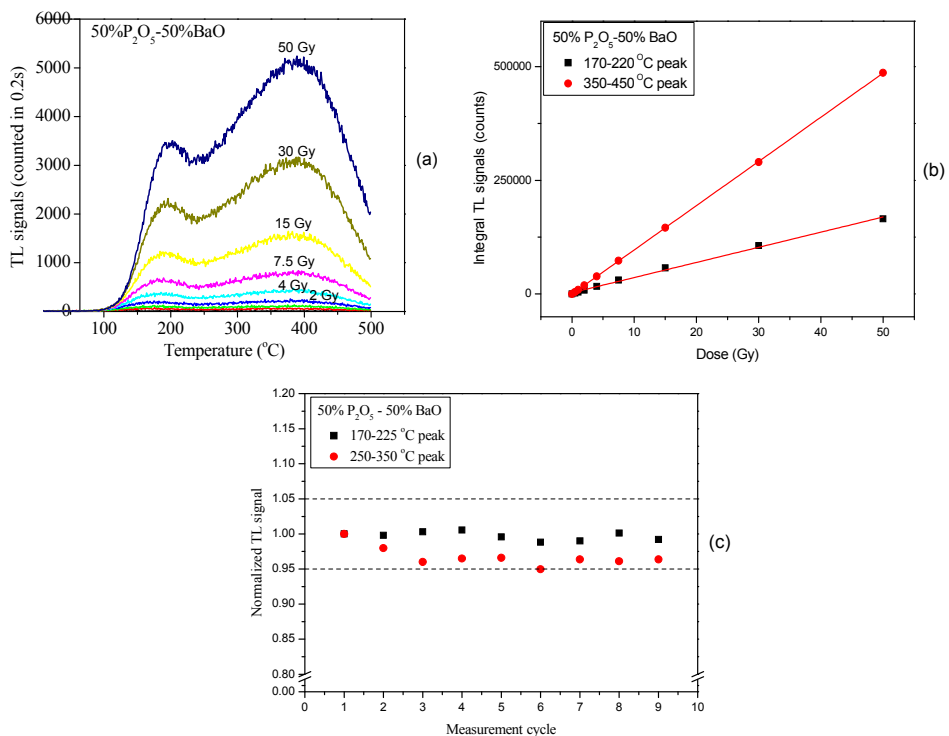 50%P₂O₅-50%BaO
50 Gy
30 Gy
15 Gy
7.5 Gy
4 Gy
2 Gy
6000
5000
4000
3000
2000
1000
0
100
200
300
400
500
TL signals (counted in 0.2s)
Temperature (°C)
(a)
50% P₂O₅-50% BaO
170-220 °C peak
350-450 °C peak
500000
250000
0
0
10
20
30
40
50
Integral TL signals (counts)
Dose (Gy)
(b)
50% P₂O₅ - 50% BaO
170-225 °C peak
250-350 °C peak
1.20
1.15
1.10
1.05
1.00
0.95
0.90
0.85
0.80
0.00
0
1
2
3
4
5
6
7
8
9
10
Normalized TL signal
Measurement cycle
(c)